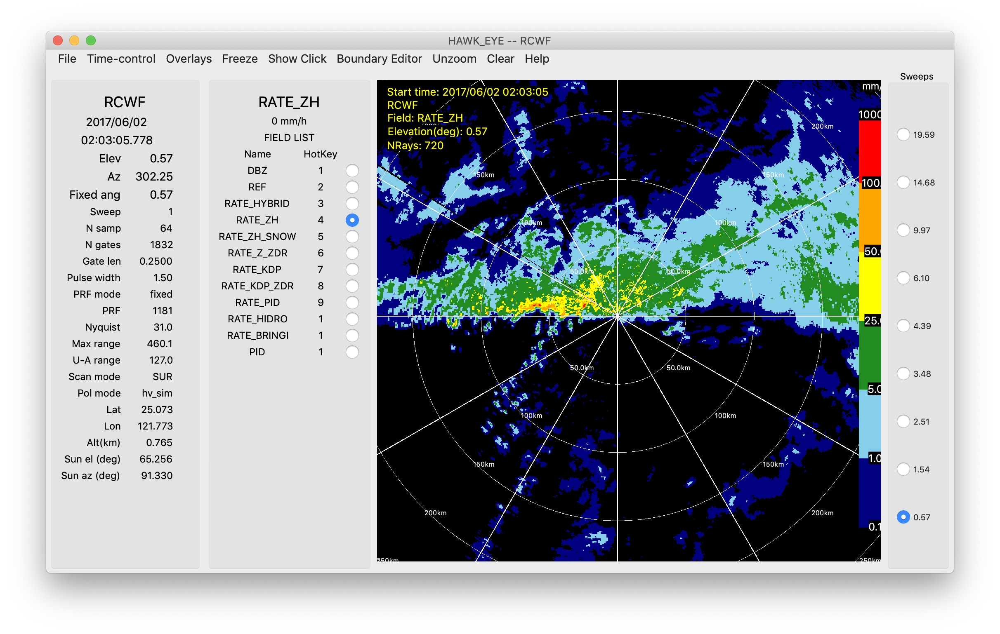 HAWK_EYE -- RCWF
File Time-control Overlays Freeze Show Click Boundary Editor Unzoom Clear Help
RCWF
2017/06/02
02:03:05.778
Elev 0.57
Az 302.25
Fixed ang 0.57
Sweep 1
N samp 64
N gates 1832
Gate len 0.2500
Pulse width 1.50
PRF mode fixed
PRF 1181
Nyquist 31.0
Max range 460.1
U-A range 127.0
Scan mode SUR
Pol mode hv_sim
Lat 25.073
Lon 121.773
Alt(km) 0.765
Sun el (deg) 65.256
Sun az (deg) 91.330
RATE_ZH
0 mm/h
FIELD LIST
Name HotKey
DBZ 1
REF 2
RATE_HYBRID 3
RATE_ZH 4
RATE_ZH_SNOW 5
RATE_Z_ZDR 6
RATE_KDP 7
RATE_KDP_ZDR 8
RATE_PID 9
RATE_HIDRO 1
RATE_BRINGI 1
PID 1
Start time: 2017/06/02 02:03:05
RCWF
Field: RATE_ZH
Elevation(deg): 0.57
NRays: 720
200km
150km 150km
100km 100km
50.0km 50.0km
50.0km 50.0km
100km 100km
150km 150km
200km 200km
250km 250km
mm/
1000
100.
50.0
25.0
5.0
1.0
0.1
Sweeps
19.59
14.68
9.97
6.10
4.39
3.48
2.51
1.54
0.57